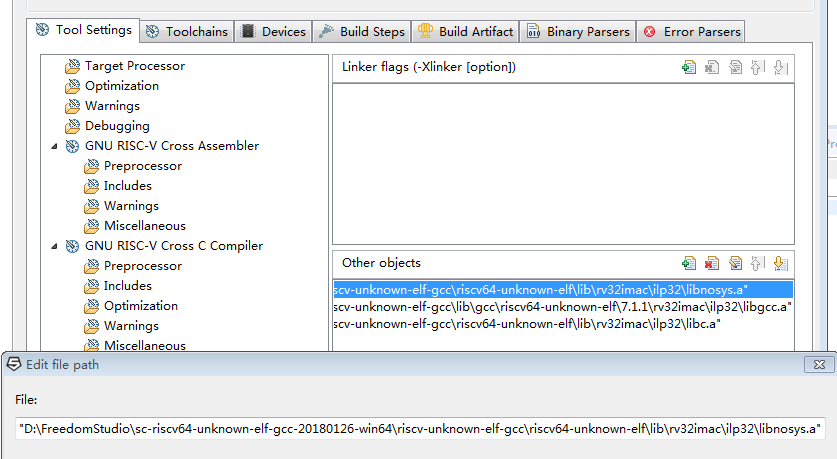 Tool Settings Toolchains Devices Build Steps Build Artifact Binary Parsers Error Parsers
Target Processor
Optimization
Warnings
Debugging
GNU RISC-V Cross Assembler
Preprocessor
Includes
Warnings
Miscellaneous
GNU RISC-V Cross C Compiler
Preprocessor
Includes
Optimization
Warnings
Miscellaneous
Linker flags (-Xlinker [option])
Other objects
scv-unknown-elf-gcc\riscv64-unknown-elf\lib\rv32imac\ilp32\libnosys.a"
scv-unknown-elf-gcc\lib\gcc\riscv64-unknown-elf\7.1.1\rv32imac\ilp32\libgcc.a"
scv-unknown-elf-gcc\riscv64-unknown-elf\lib\rv32imac\ilp32\libc.a"
Edit file path
File:
"D:\FreedomStudio\sc-riscv64-unknown-elf-gcc-20180126-win64\riscv-unknown-elf-gcc\riscv64-unknown-elf\lib\rv32imac\ilp32\libnosys.a"